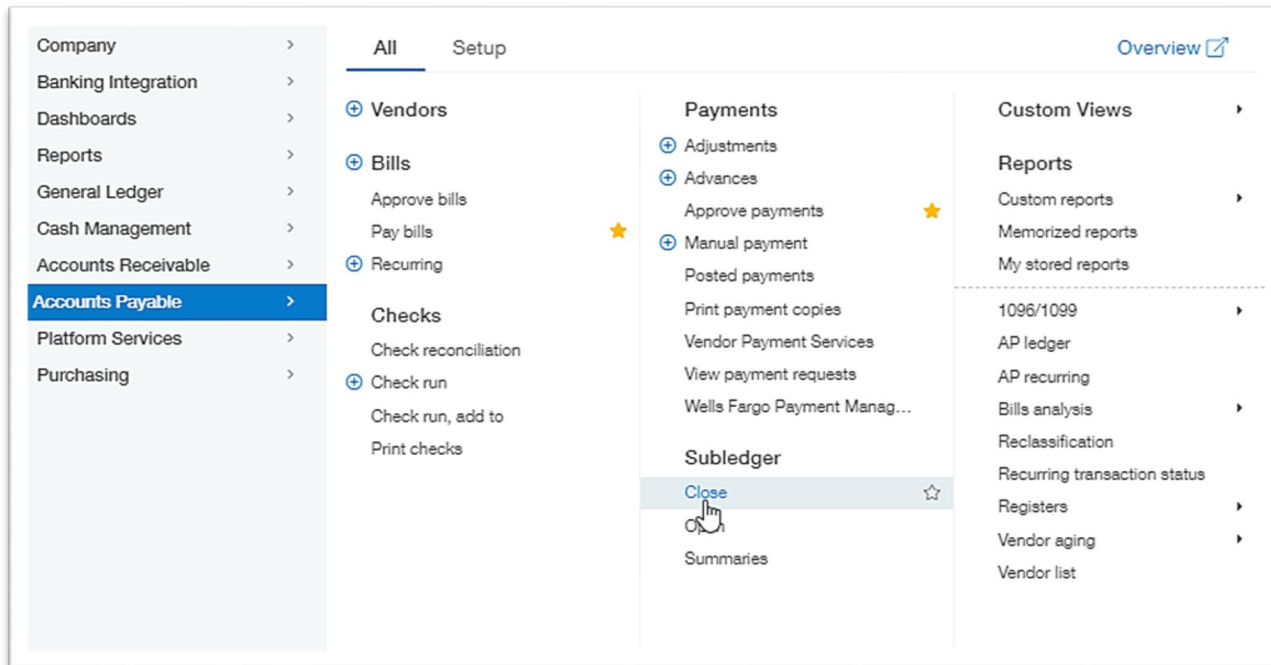 Company
Banking Integration
Dashboards
Reports
General Ledger
Cash Management
Accounts Receivable
Accounts Payable
Platform Services
Purchasing
All
Setup
Overview
Vendors
Bills
Approve bills
Pay bills
Recurring
Checks
Check reconciliation
Check run
Check run, add to
Print checks
Payments
Adjustments
Advances
Approve payments
Manual payment
Posted payments
Print payment copies
Vendor Payment Services
View payment requests
Wells Fargo Payment Manag...
Subledger
Close
Open
Summaries
Custom Views
Reports
Custom reports
Memorized reports
My stored reports
1096/1099
AP ledger
AP recurring
Bills analysis
Reclassification
Recurring transaction status
Registers
Vendor aging
Vendor list